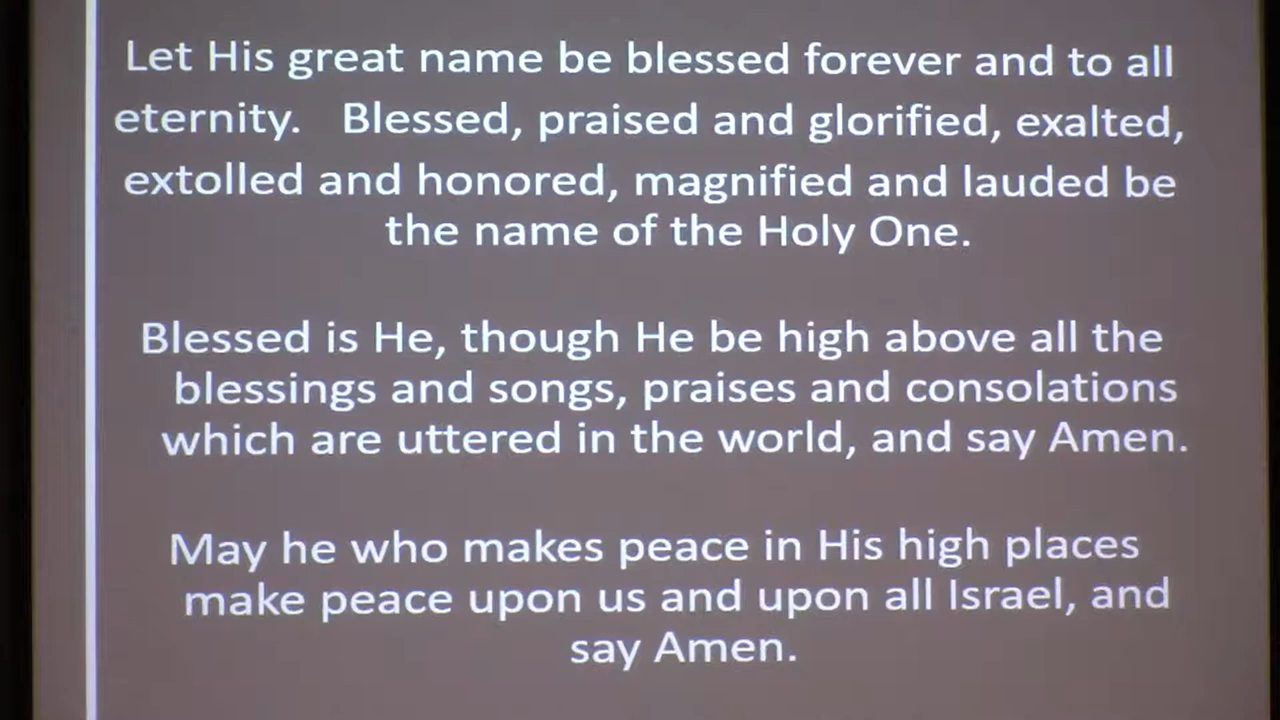 Let His great name be blessed forever and to all
eternity. Blessed, praised and glorified, exalted,
extolled and honored, magnified and lauded be
the name of the Holy One.
Blessed is He, though He be high above all the
blessings and songs, praises and consolations
which are uttered in the world, and say Amen.
May he who makes peace in His high places
make peace upon us and upon all Israel, and
say Amen.